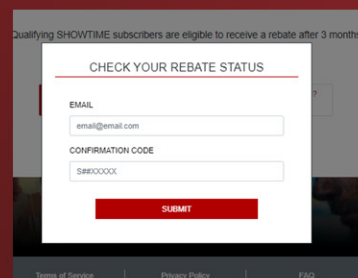 Qualifying SHOWTIME subscribers are eligible to receive a rebate after 3 months
CHECK YOUR REBATE STATUS
?
EMAIL
email@email.com
CONFIRMATION CODE
S##XXXXX
SUBMIT
Terms of Service
Privacy Policy
FAQ